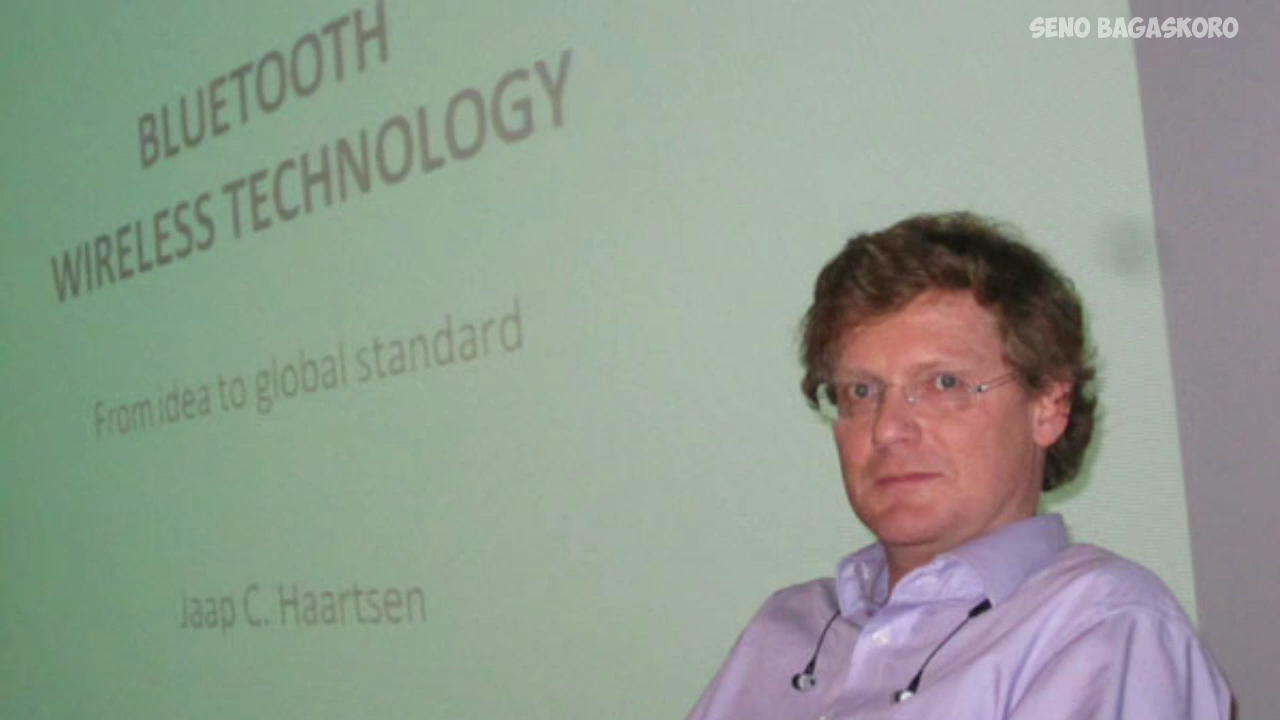 SENO BAGASKORO
BLUETOOTH
WIRELESS TECHNOLOGY
From idea to global standard
Jaap C. Haartsen